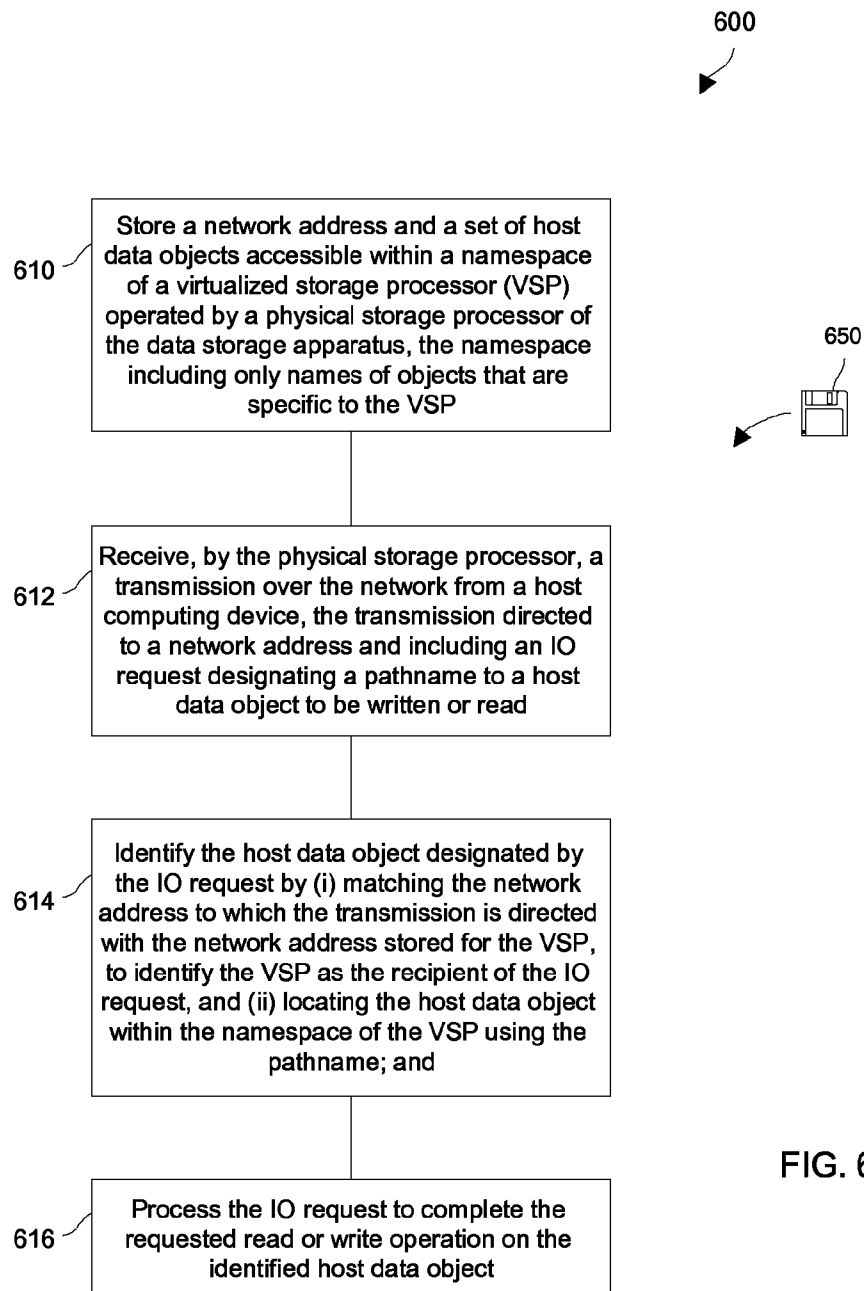 600
610
Store a network address and a set of host
data objects accessible within a namespace
of a virtualized storage processor (VSP)
operated by a physical storage processor of
the data storage apparatus, the namespace
including only names of objects that are
specific to the VSP
650
612
Receive, by the physical storage processor, a
transmission over the network from a host
computing device, the transmission directed
to a network address and including an IO
request designating a pathname to a host
data object to be written or read
614
Identify the host data object designated by
the IO request by (i) matching the network
address to which the transmission is directed
with the network address stored for the VSP,
to identify the VSP as the recipient of the IO
request, and (ii) locating the host data object
within the namespace of the VSP using the
pathname; and
FIG. 6
616
Process the IO request to complete the
requested read or write operation on the
identified host data object